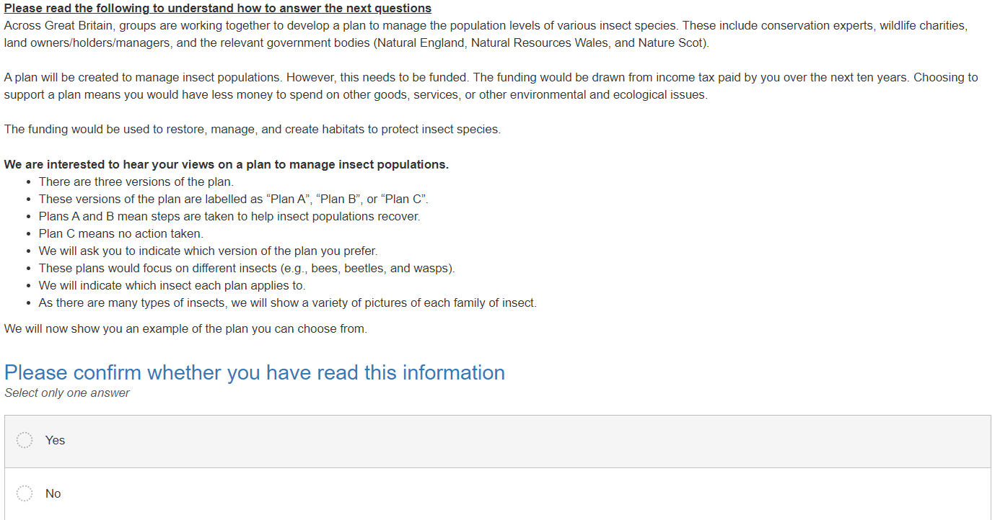 Please read the following to understand how to answer the next questions
Across Great Britain, groups are working together to develop a plan to manage the population levels of various insect species. These include conservation experts, wildlife charities,
land owners/holders/managers, and the relevant government bodies (Natural England, Natural Resources Wales, and Nature Scot).
A plan will be created to manage insect populations. However, this needs to be funded. The funding would be drawn from income tax paid by you over the next ten years. Choosing to
support a plan means you would have less money to spend on other goods, services, or other environmental and ecological issues.
The funding would be used to restore, manage, and create habitats to protect insect species.
We are interested to hear your views on a plan to manage insect populations.
• There are three versions of the plan.
• These versions of the plan are labelled as “Plan A”, “Plan B”, or “Plan C”.
• Plans A and B mean steps are taken to help insect populations recover.
• Plan C means no action taken.
• We will ask you to indicate which version of the plan you prefer.
• These plans would focus on different insects (e.g., bees, beetles, and wasps).
• We will indicate which insect each plan applies to.
• As there are many types of insects, we will show a variety of pictures of each family of insect.
We will now show you an example of the plan you can choose from.
Please confirm whether you have read this information
Select only one answer
Yes
No